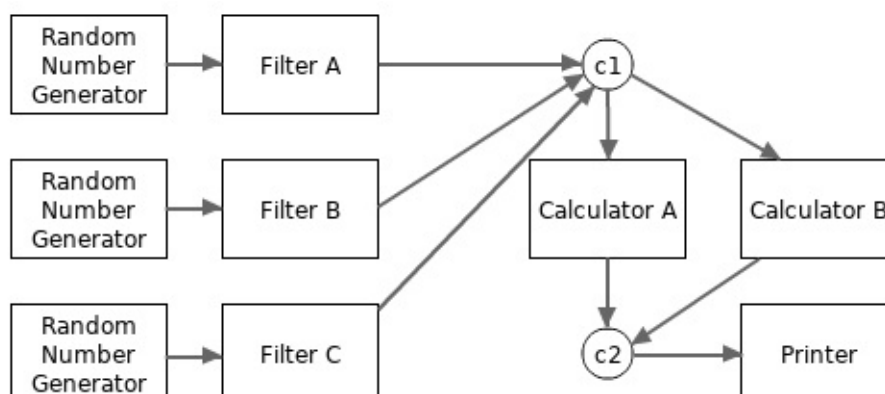 Random
Number
Generator
Filter A
c1
Random
Number
Generator
Filter B
Calculator A
Calculator B
Random
Number
Generator
Filter C
c2
Printer